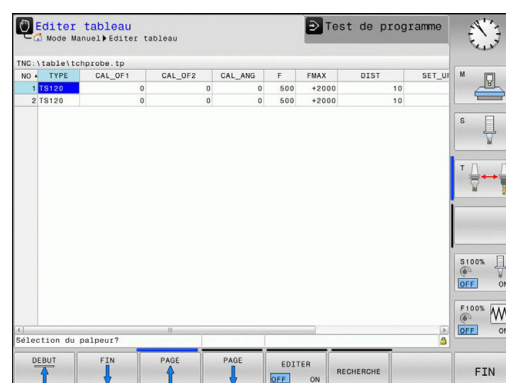 Editer tableau
Test de programme
Mode Manuel▸Editer tableau
TNC:\table\tchprobe.tp
NO TYPE CAL_OF1 CAL_OF2 CAL_ANG F FMAX DIST SET_U
1 TS120 0 0 0 500 +2000 10
2 TS120 0 0 0 500 +2000 10
Sélection du palpeur?
M
S
T
S100%
OFF ON
F100%
OFF ON
DEBUT FIN PAGE PAGE EDITER RECHERCHE FIN
OFF ON